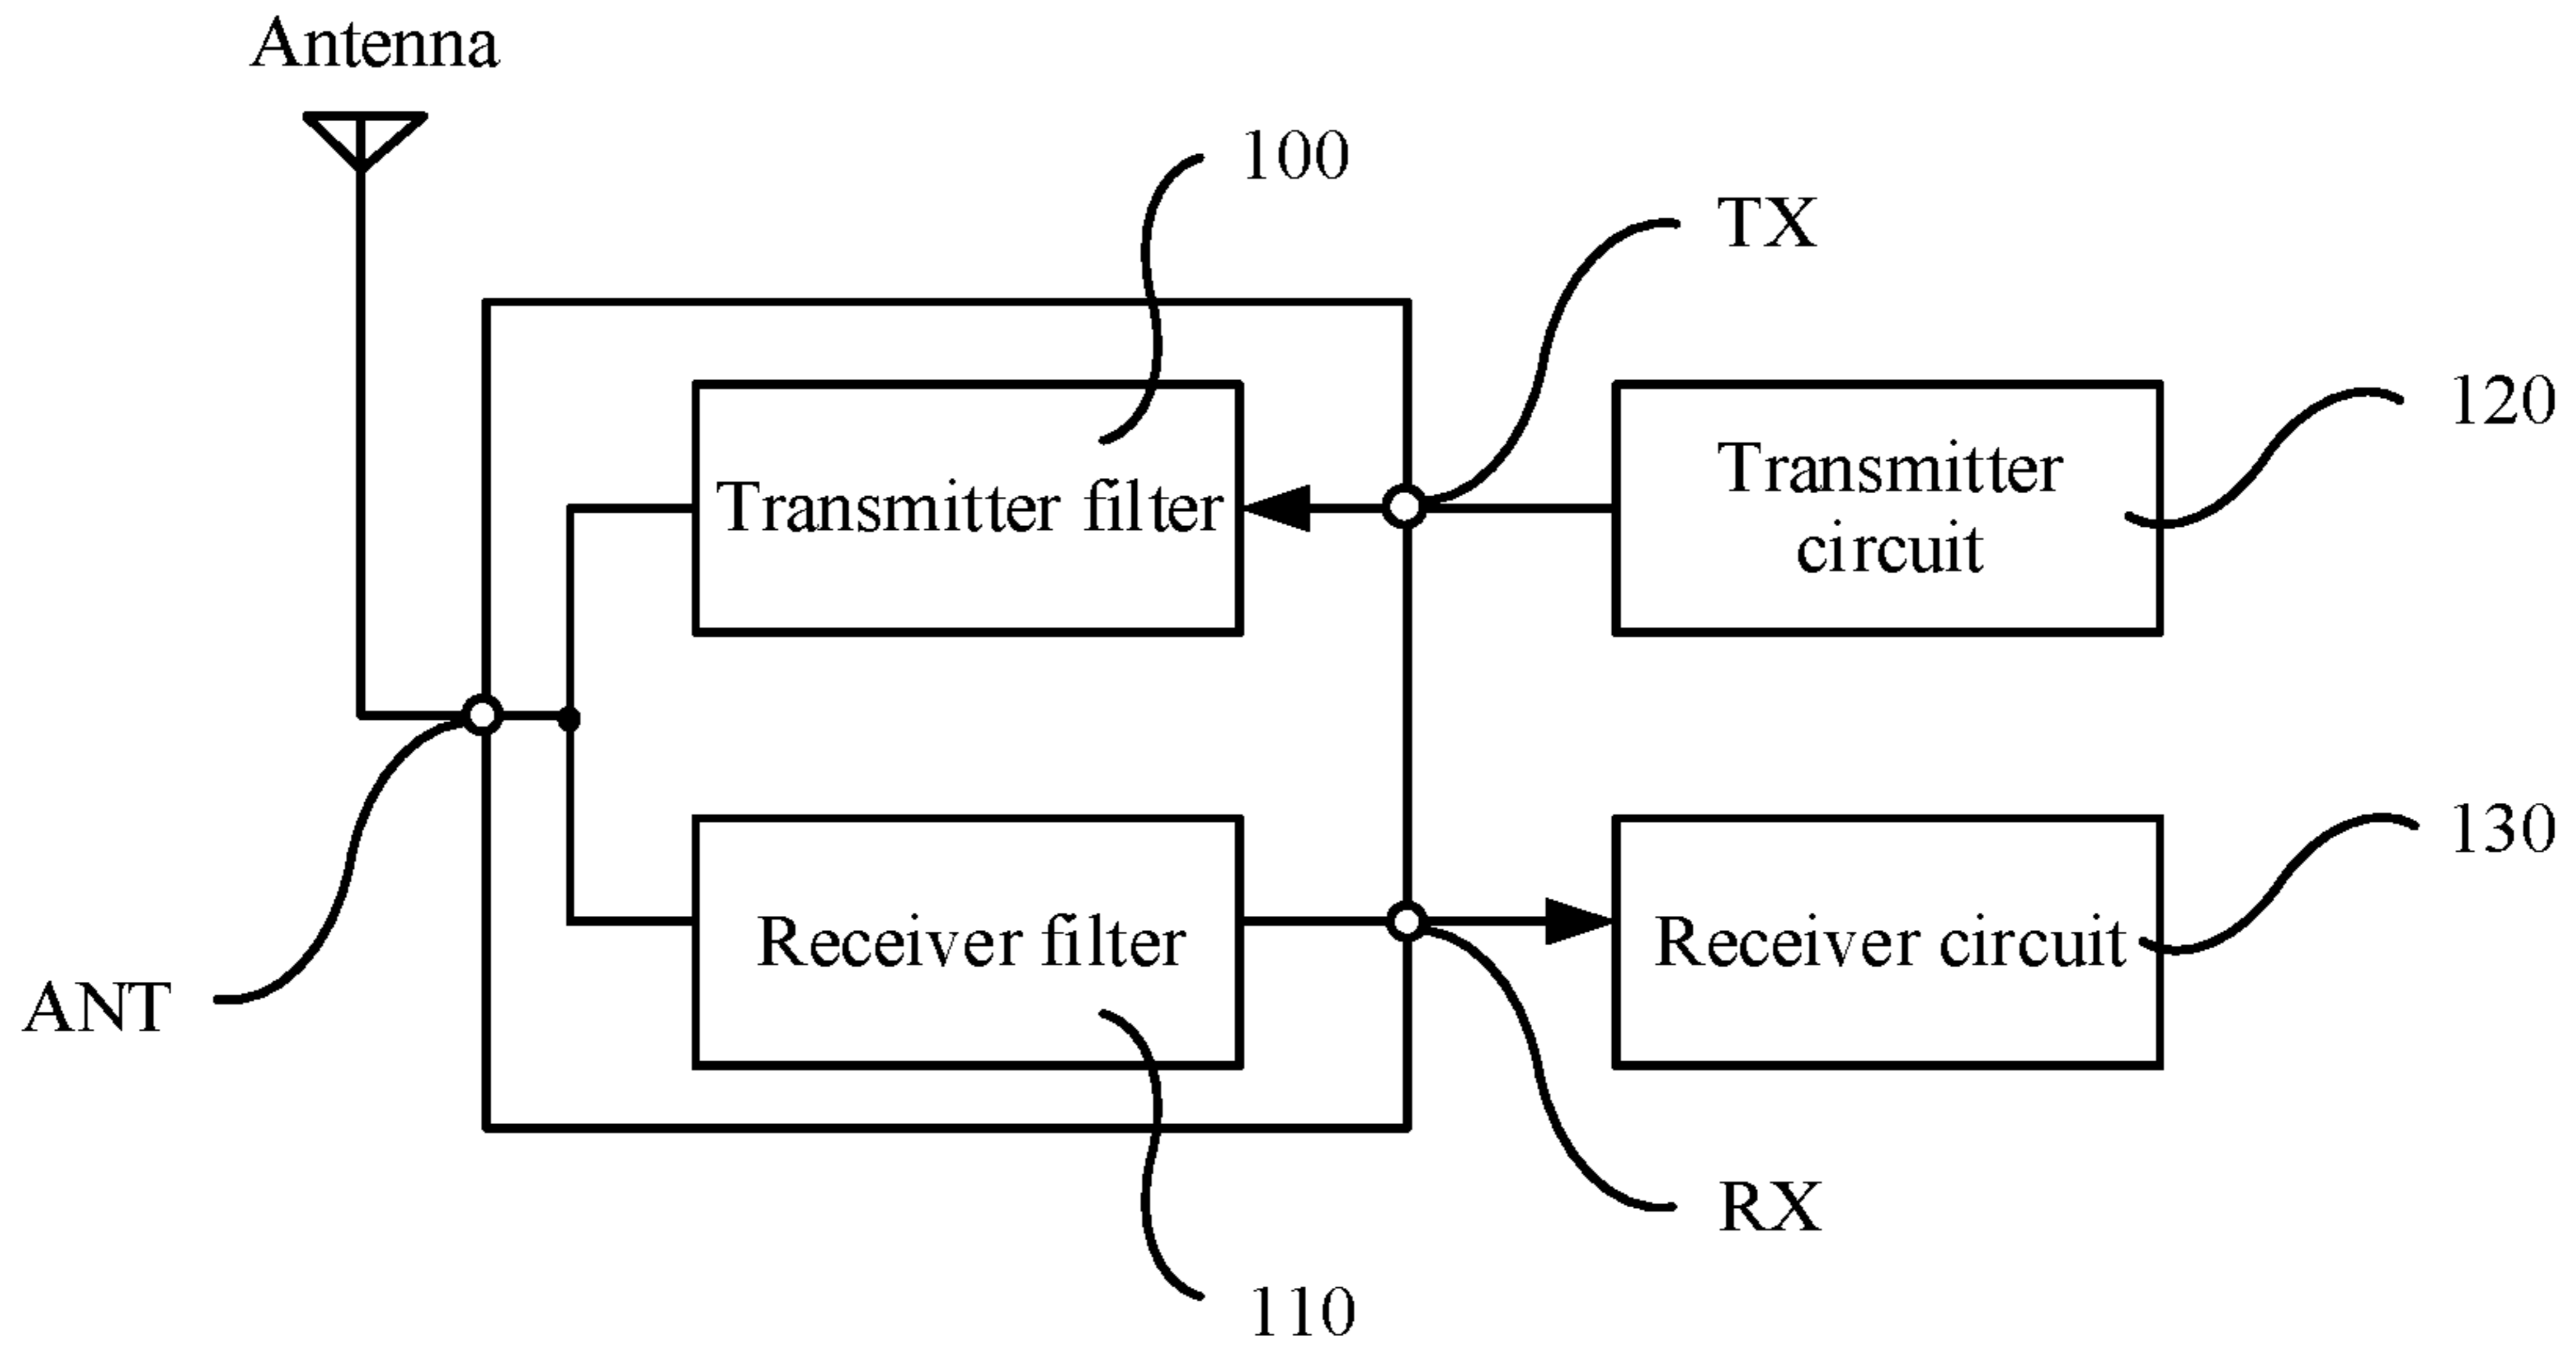 Antenna
100
TX
120
Transmitter filter
Transmitter
circuit
130
Receiver filter
Receiver circuit
ANT
RX
110